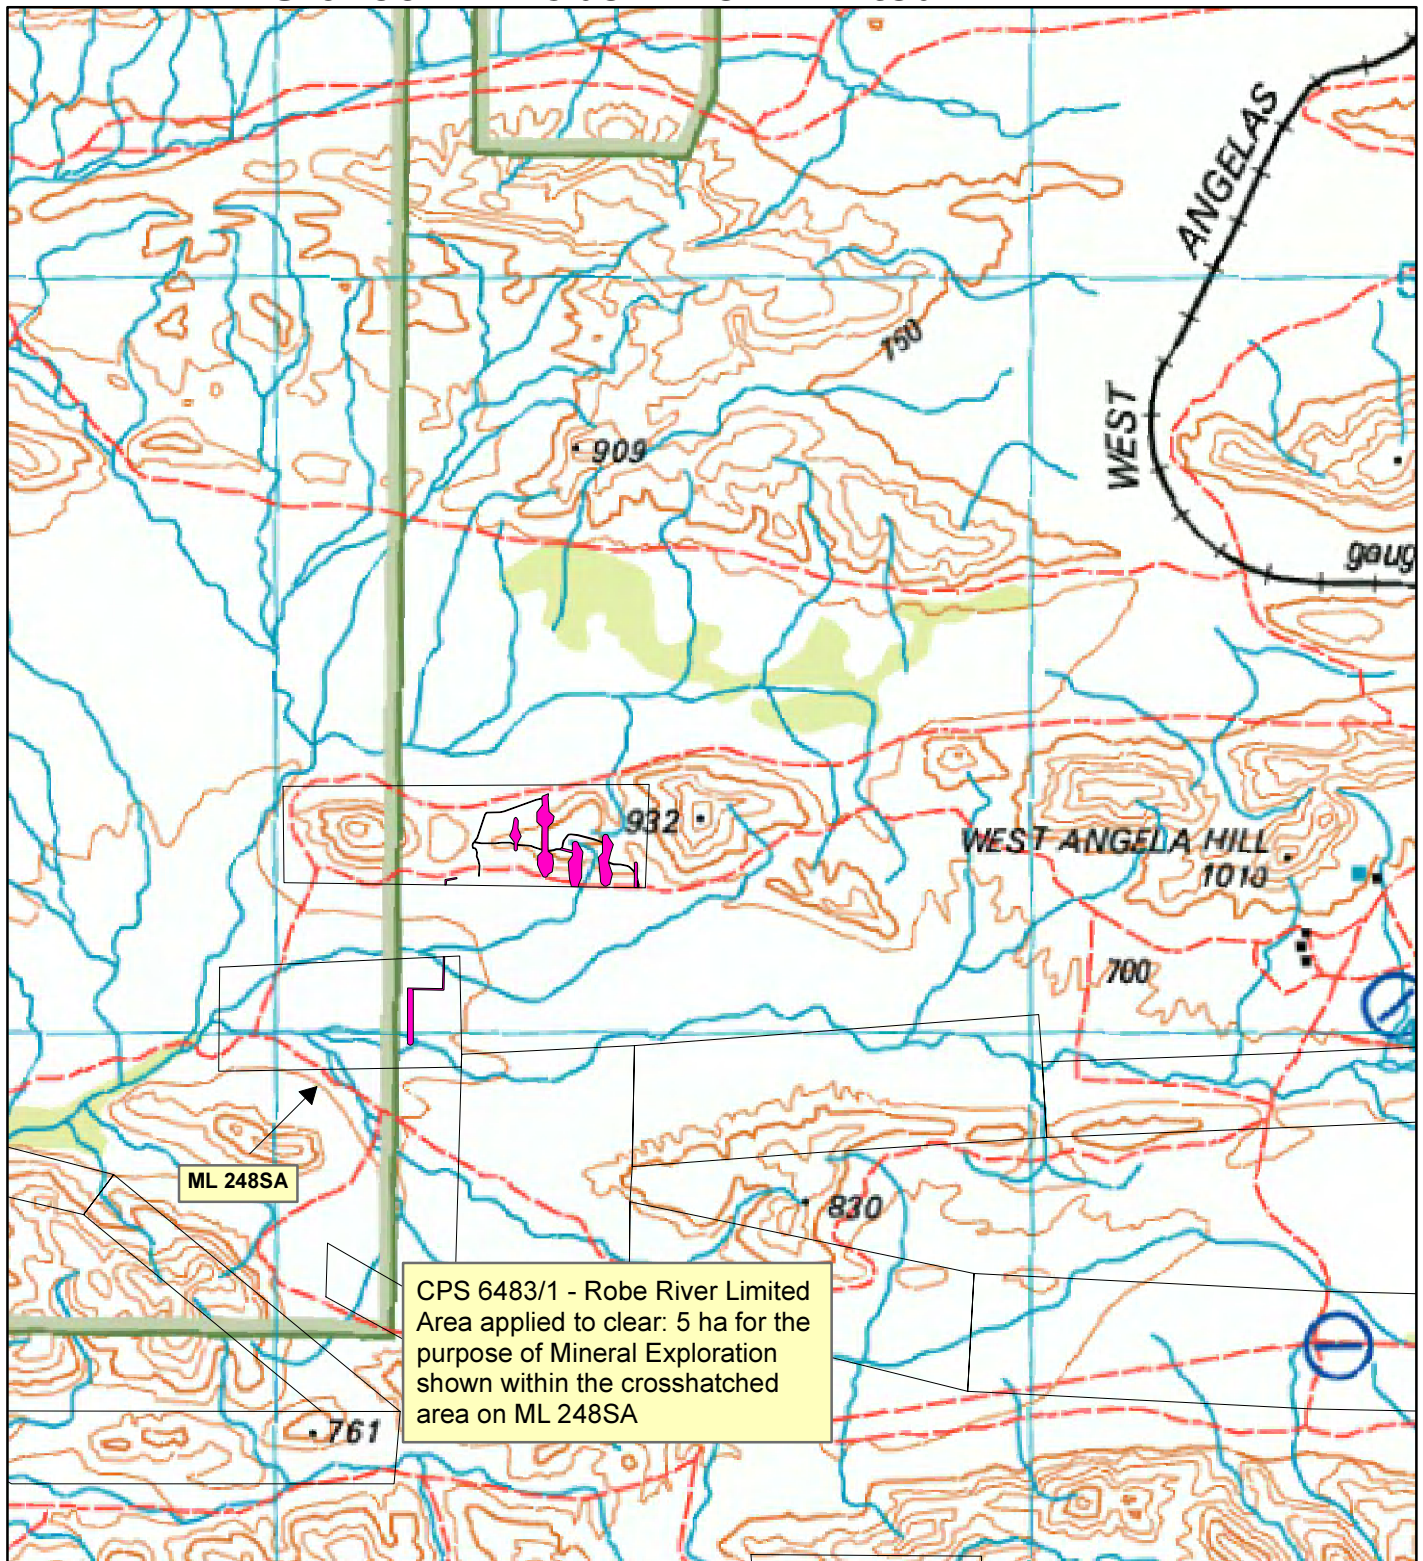 ANGELAS
5
750
909
WEST
gaug
932
WEST ANGELA HILL
1010
700
ML 248SA
830
CPS 6483/1 - Robe River Limited
Area applied to clear: 5 ha for the
purpose of Mineral Exploration
shown within the crosshatched
area on ML 248SA
761